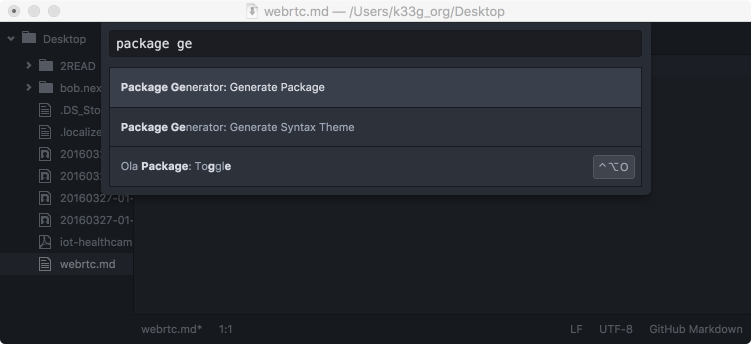 webrtc.md — /Users/k33g_org/Desktop
Desktop
package ge
2READ
bob.nex
.DS_Sto
.localize
Package Generator: Generate Package
Package Generator: Generate Syntax Theme
Ola Package: Toggle
^⌥O
2016032
2016032
20160327-01-
20160327-01-
iot-healthcam
webrtc.md
webrtc.md* 1:1 LF UTF-8 GitHub Markdown